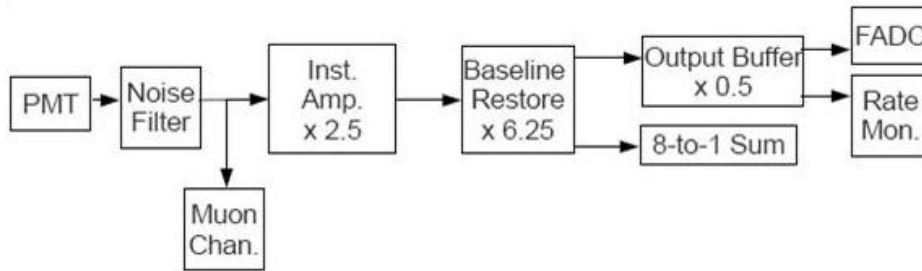 PMT
Noise
Filter
Muon
Chan.
Inst.
Amp.
x 2.5
Baseline
Restore
x 6.25
Output Buffer
x 0.5
8-to-1 Sum
FADC
Rate
Mon.